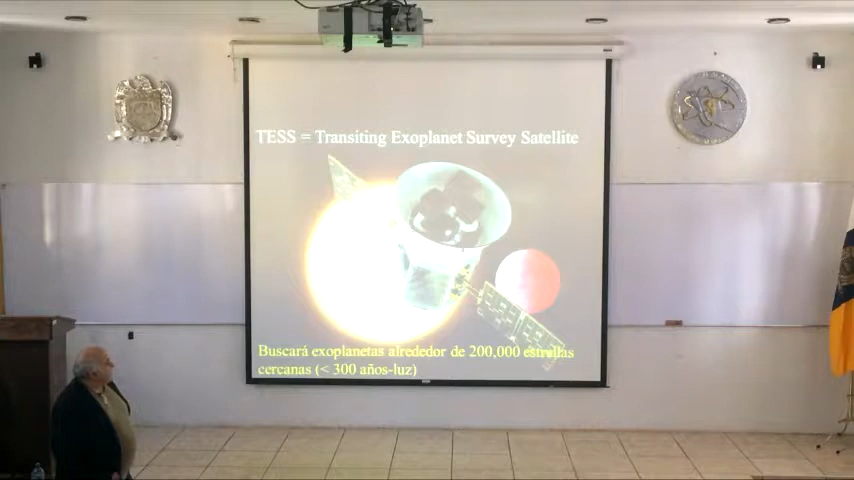 TESS = Transiting Exoplanet Survey Satellite
Buscará exoplanetas alrededor de 200,000 estrellas
cercanas (< 300 años-luz)